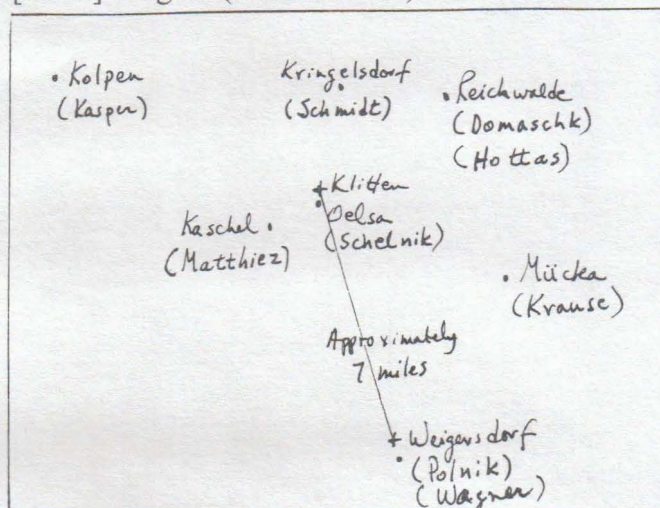 Kolpen
(Kasper)
Kringelsdorf
(Schmidt)
Reichwalde
(Domaschk)
(Hottas)
Klitten
Oelsa
(Schelnik)
Kaschel
(Matthiez)
Mücka
(Krause)
Approximately
7 miles
Weigersdorf
(Polnik)
(Wagner)